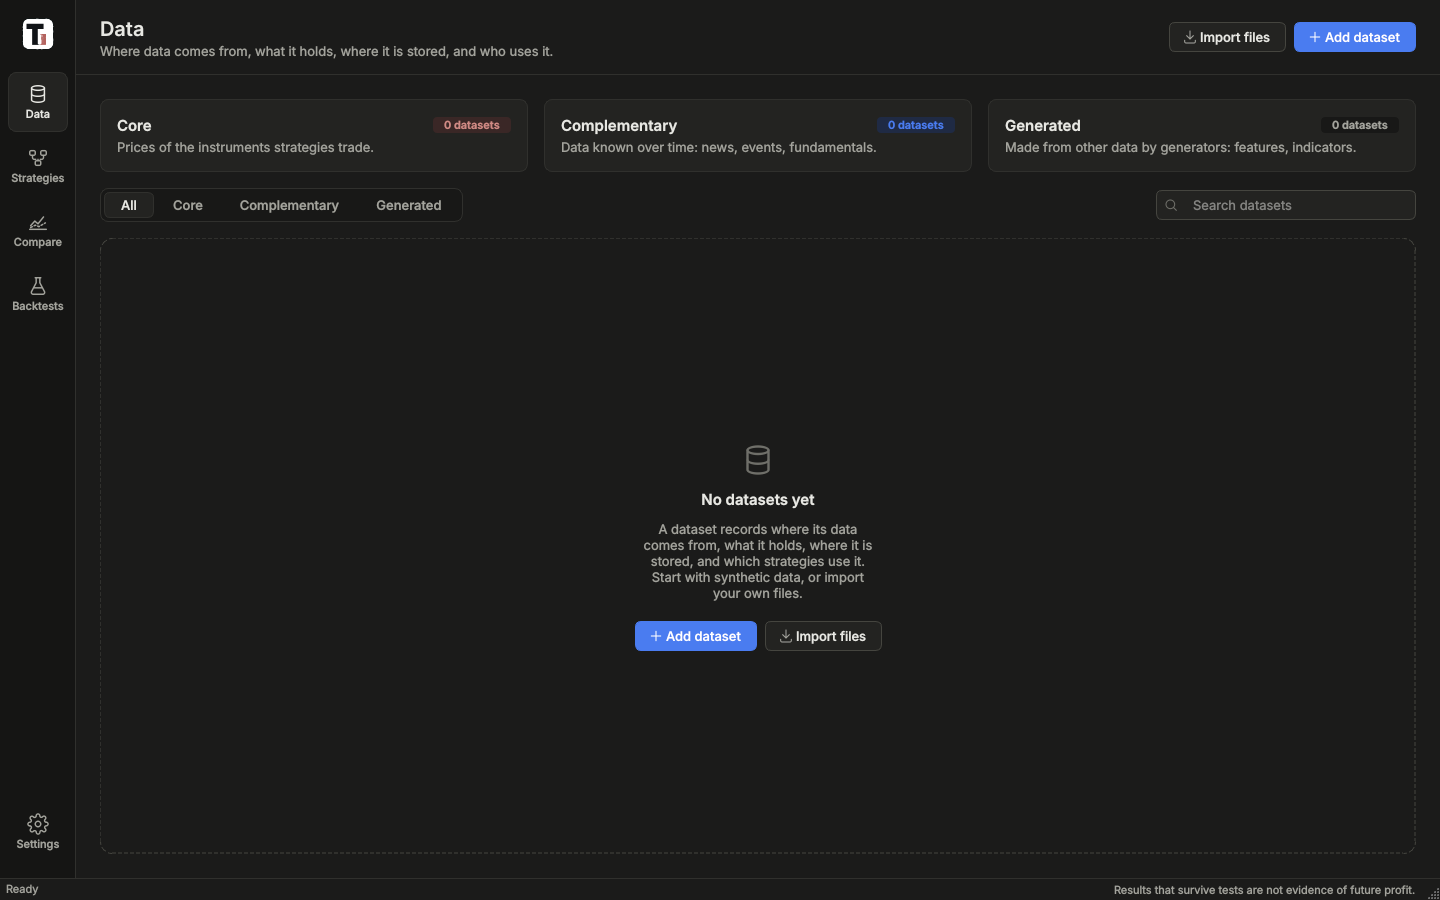 Ti
Data
Where data comes from, what it holds, where it is stored, and who uses it.
Import files
Add dataset
Data
Strategies
Compare
Backtests
Settings
Core
0 datasets
Prices of the instruments strategies trade.
Complementary
0 datasets
Data known over time: news, events, fundamentals.
Generated
0 datasets
Made from other data by generators: features, indicators.
All
Core
Complementary
Generated
Search datasets
No datasets yet
A dataset records where its data
comes from, what it holds, where it is
stored, and which strategies use it.
Start with synthetic data, or import
your own files.
Add dataset
Import files
Ready
Results that survive tests are not evidence of future profit.